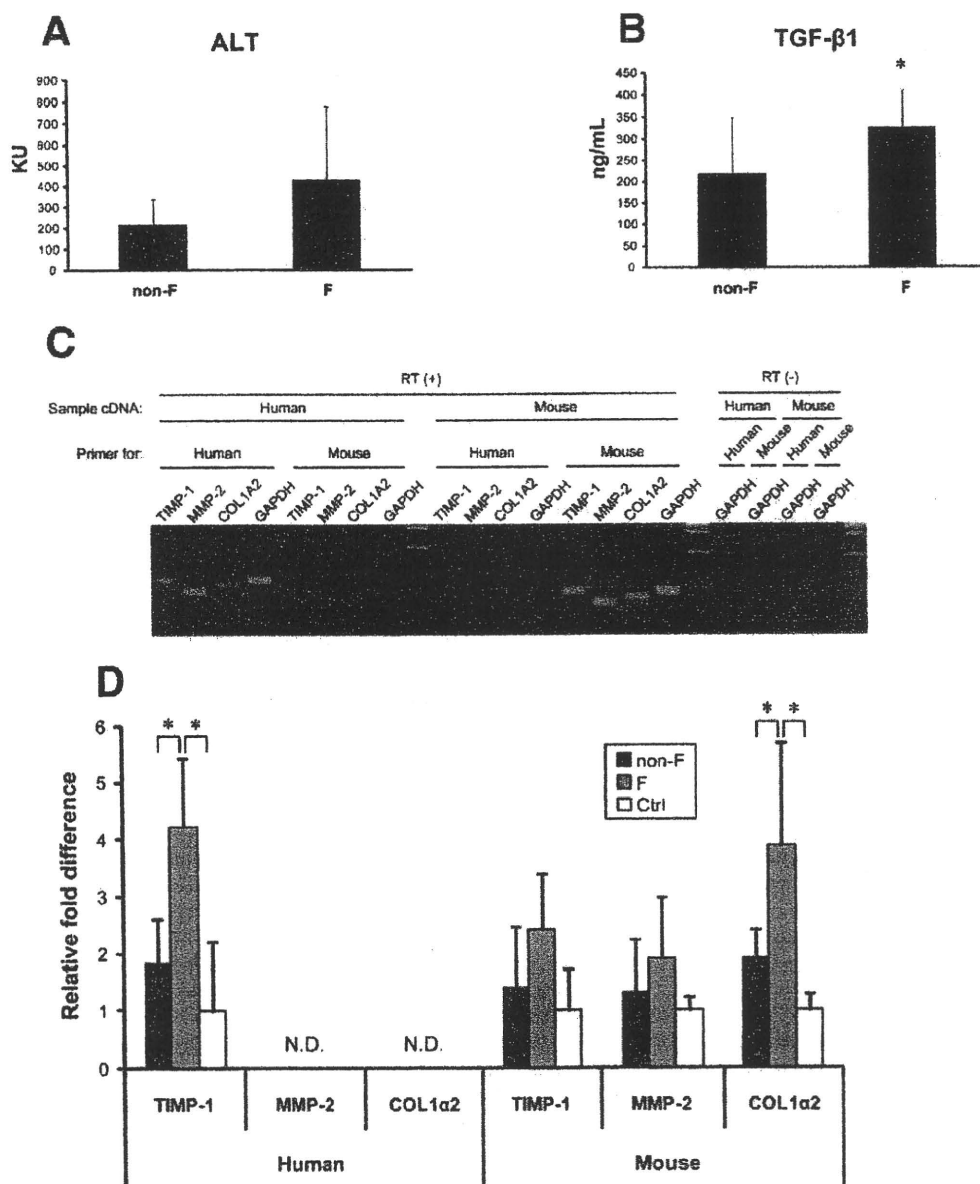 A
ALT
900
800
700
600
500
400
300
200
100
0
KU
non-F
F
B
TGF-β1
*
450
400
350
300
250
200
150
100
50
0
ng/mL
non-F
F
C
RT (+)
RT (-)
Sample cDNA:
Human
Mouse
Human
Mouse
Primer for:
Human
Mouse
Human
Mouse
Human
Mouse
Human
Mouse
TIMP-1
MMP-2
COL1A2
GAPDH
TIMP-1
MMP-2
COL1A2
GAPDH
TIMP-1
MMP-2
COL1A2
GAPDH
TIMP-1
MMP-2
COL1A2
GAPDH
GAPDH
GAPDH
GAPDH
GAPDH
D
* *
* *
6
5
4
3
2
1
0
Relative fold difference
non-F
F
Ctrl
N.D.
N.D.
TIMP-1
MMP-2
COL1α2
TIMP-1
MMP-2
COL1α2
Human
Mouse